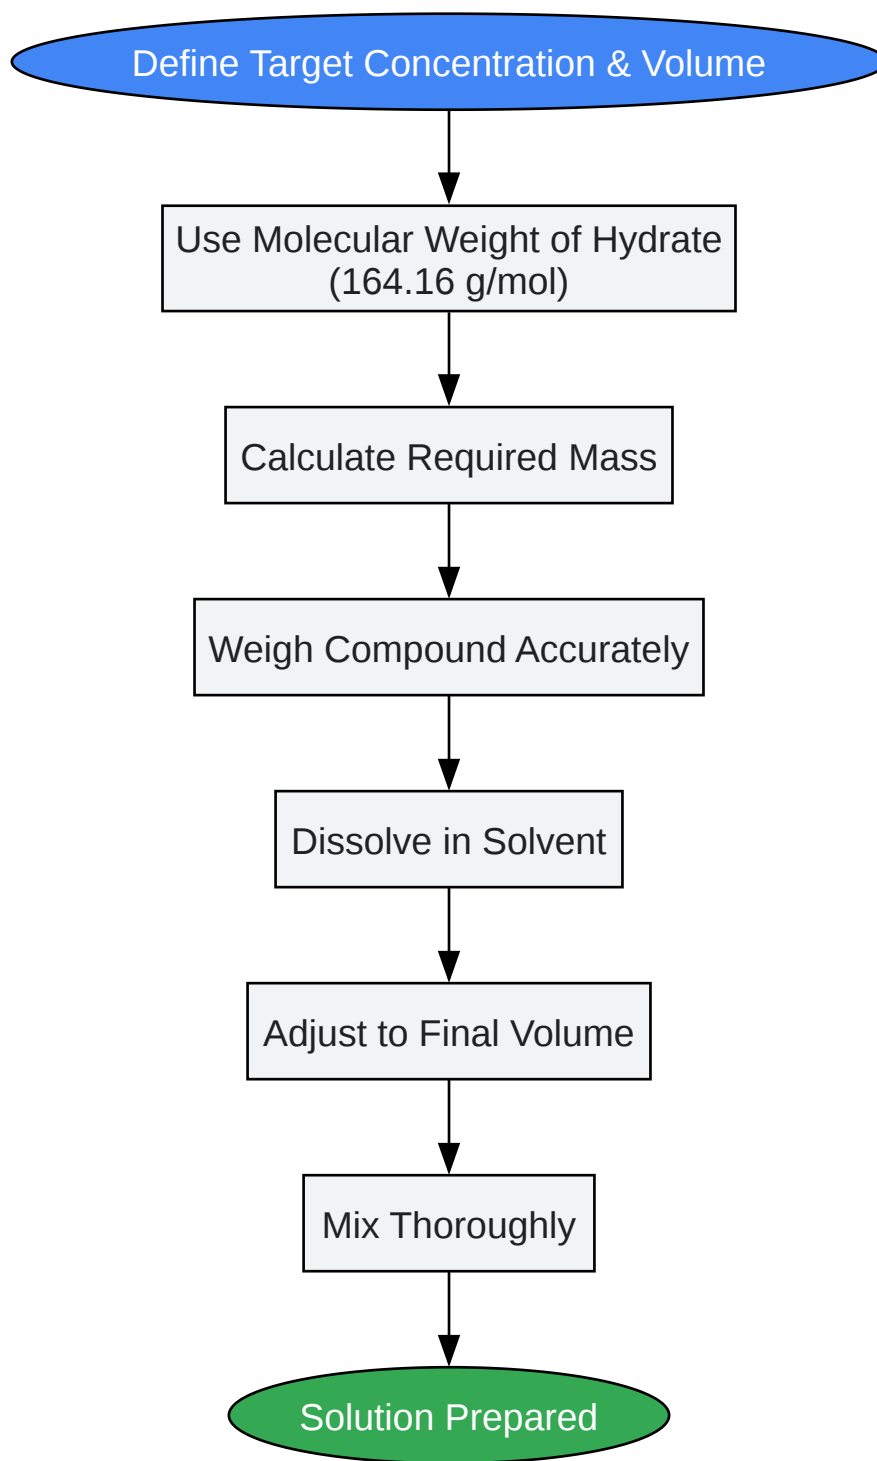 Define Target Concentration & Volume
Use Molecular Weight of Hydrate
(164.16 g/mol)
Calculate Required Mass
Weigh Compound Accurately
Dissolve in Solvent
Adjust to Final Volume
Mix Thoroughly
Solution Prepared